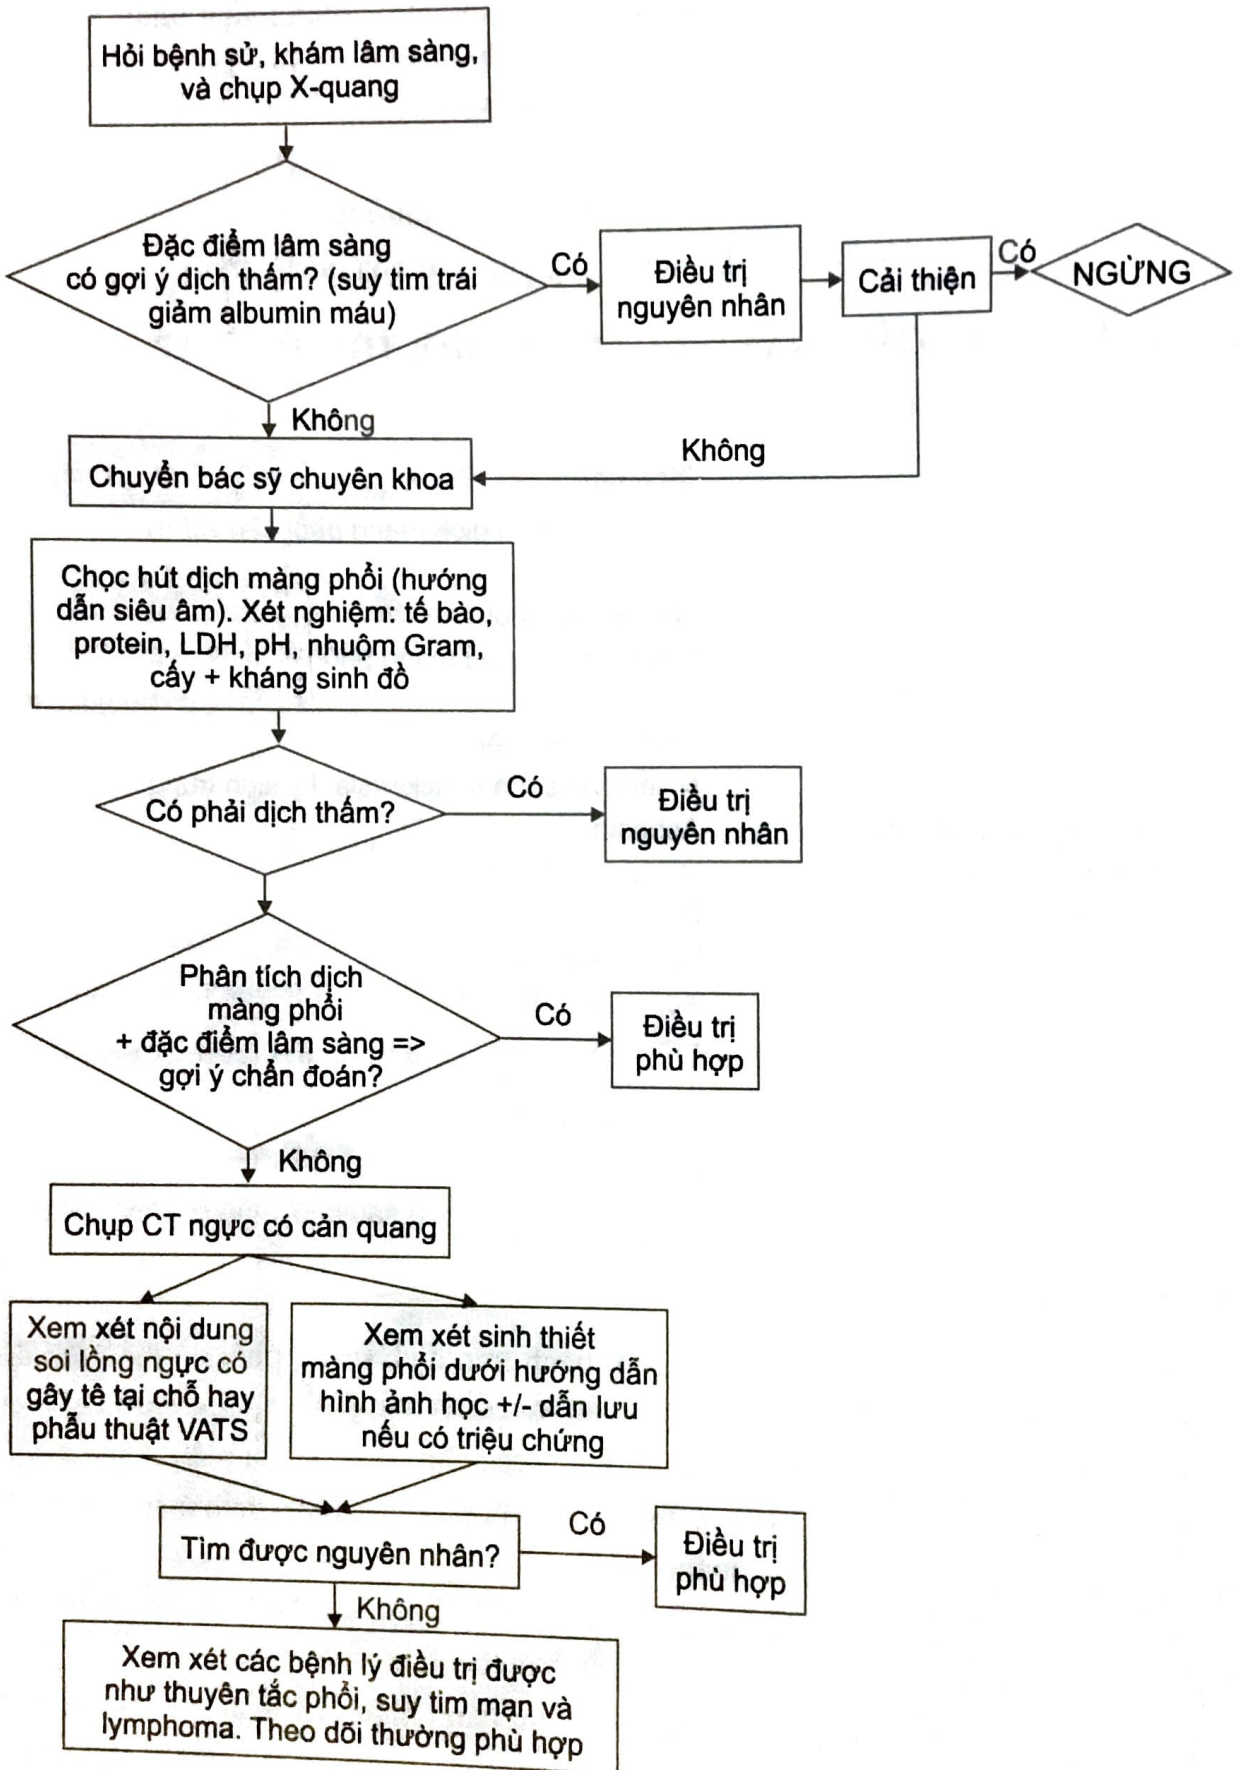 Hỏi bệnh sử, khám lâm sàng,
và chụp X-quang
Đặc điểm lâm sàng
có gợi ý dịch thấm? (suy tim trái
giảm albumin máu)
Có
Điều trị
nguyên nhân
Cải thiện
Có
NGỪNG
Không
Không
Chuyển bác sỹ chuyên khoa
Chọc hút dịch màng phổi (hướng
dẫn siêu âm). Xét nghiệm: tế bào,
protein, LDH, pH, nhuộm Gram,
cấy + kháng sinh đồ
Có phải dịch thấm?
Có
Điều trị
nguyên nhân
Phân tích dịch
màng phổi
+ đặc điểm lâm sàng =>
gợi ý chẩn đoán?
Có
Điều trị
phù hợp
Không
Chụp CT ngực có cản quang
Xem xét nội dung
soi lồng ngực có
gây tê tại chỗ hay
phẫu thuật VATS
Xem xét sinh thiết
màng phổi dưới hướng dẫn
hình ảnh học +/- dẫn lưu
nếu có triệu chứng
Tìm được nguyên nhân?
Có
Điều trị
phù hợp
Không
Xem xét các bệnh lý điều trị được
như thuyên tắc phổi, suy tim mạn và
lymphoma. Theo dõi thường phù hợp